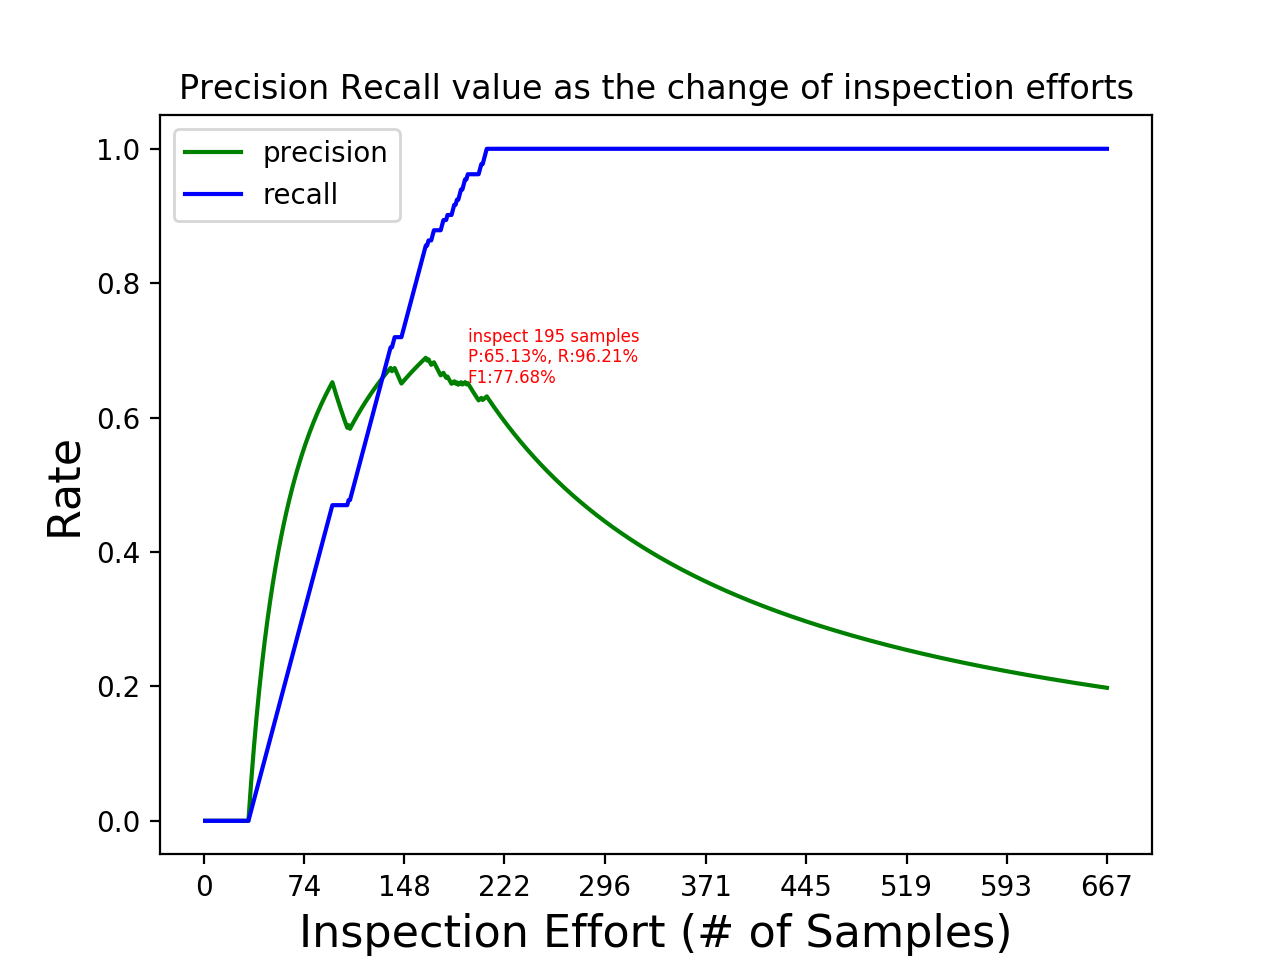 Precision Recall value as the change of inspection efforts
precision
recall
1.0
0.8
0.6
0.4
0.2
0.0
Rate
inspect 195 samples
P:65.13%, R:96.21%
F1:77.68%
0 74 148 222 296 371 445 519 593 667
Inspection Effort (# of Samples)